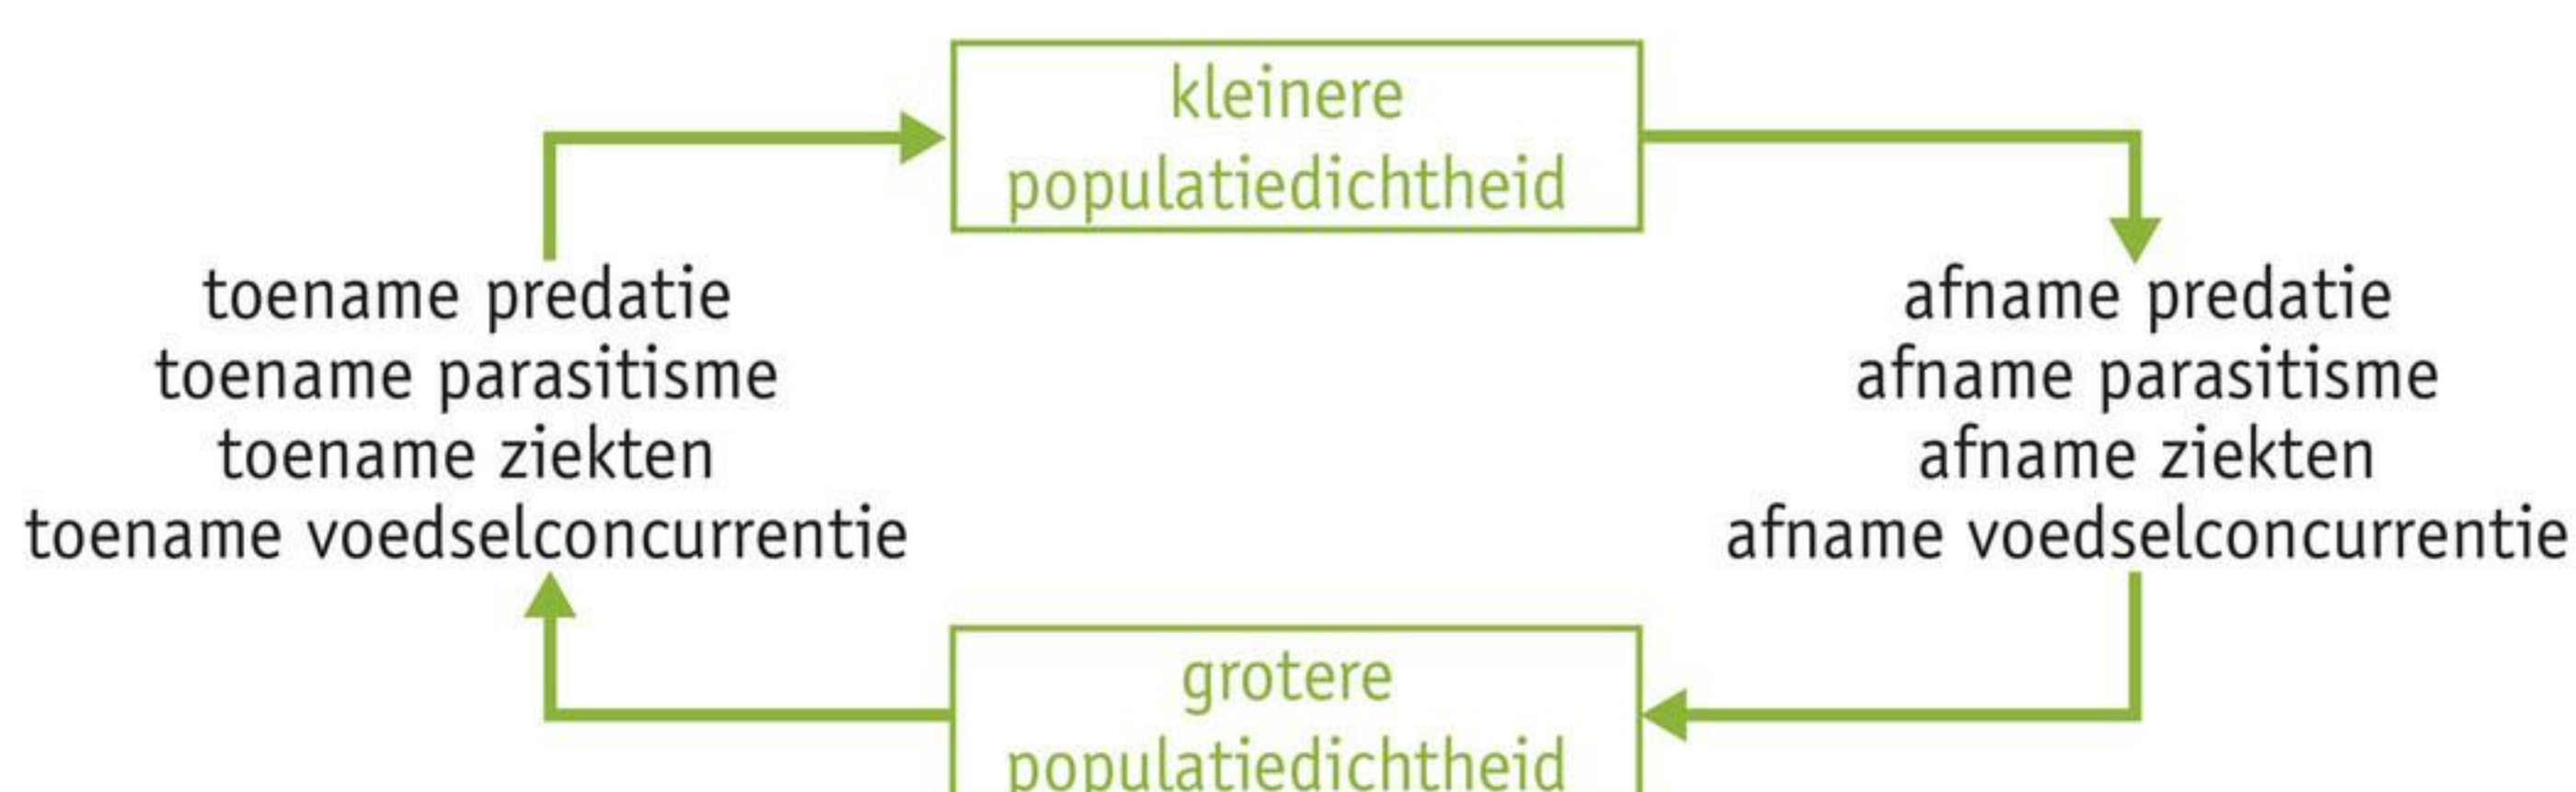 kleinere
populatiedichtheid
toename predatie
toename parasitisme
toename ziekten
toename voedselconcurrentie
afname predatie
afname parasitisme
afname ziekten
afname voedselconcurrentie
grotere
populatiedichtheid